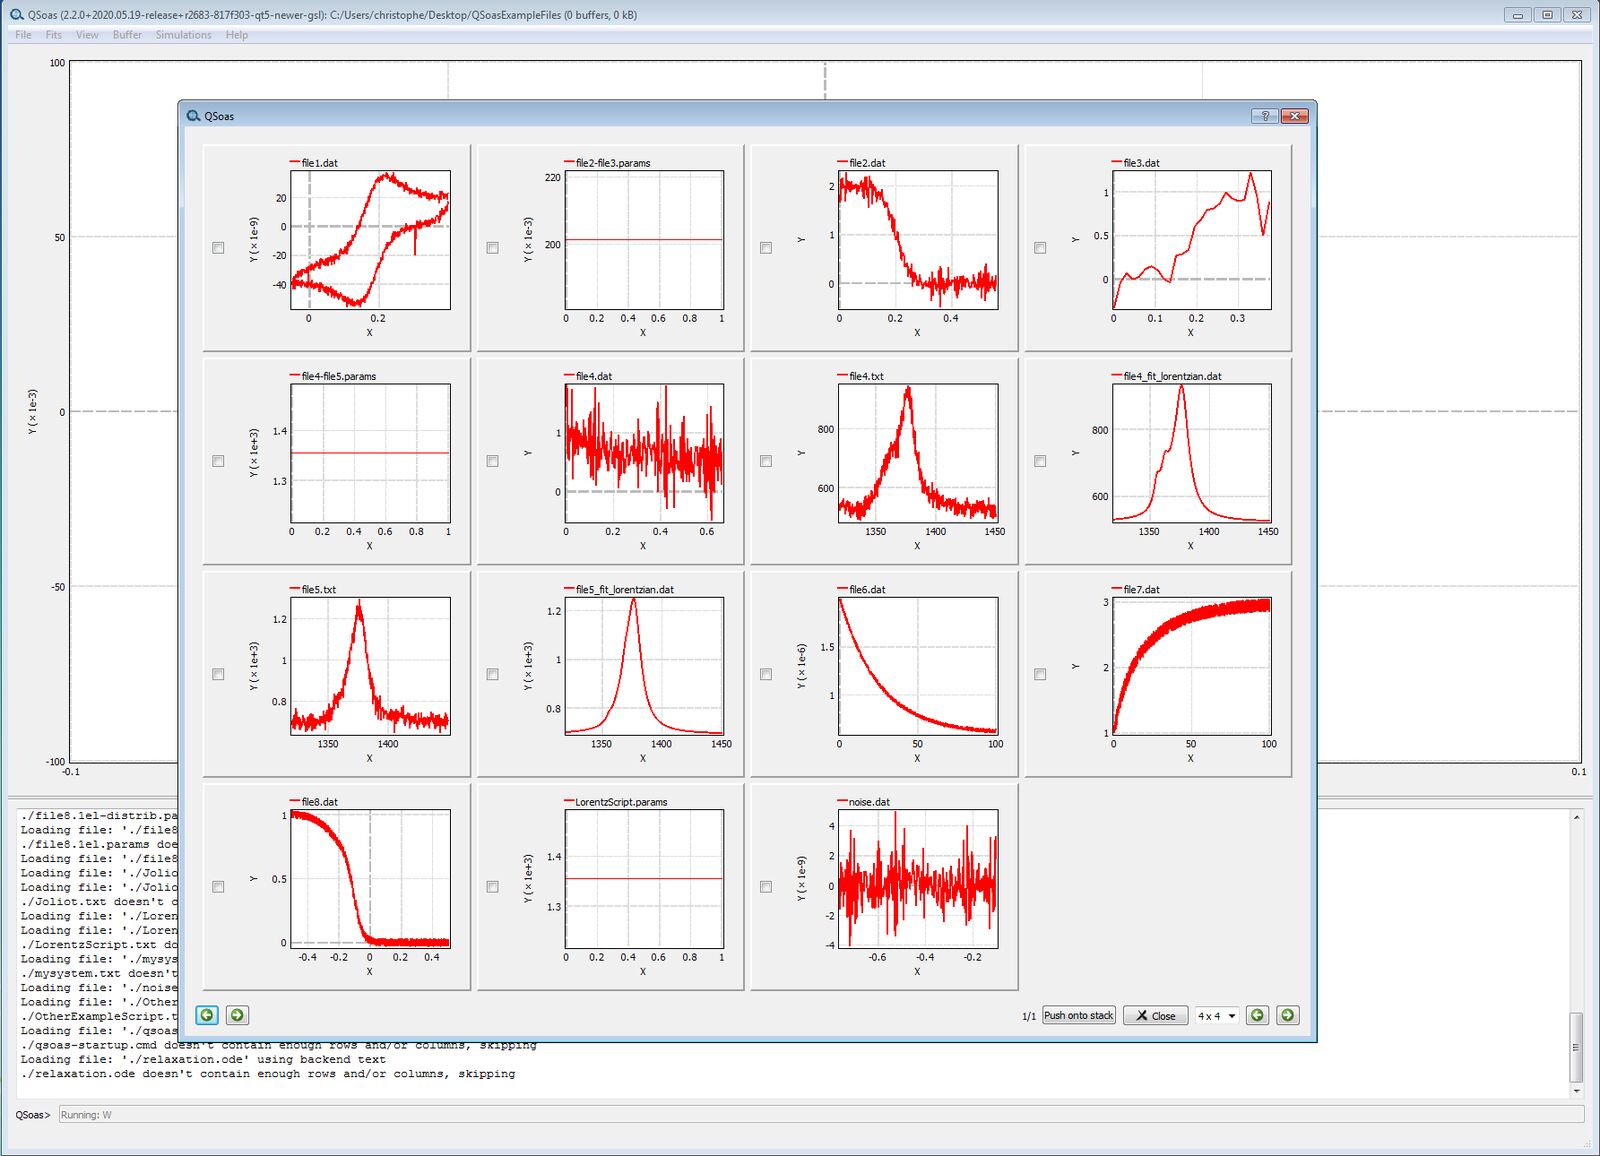 QSoas (2.2.0+2020.05.19-release+r2683-817f303-qt5-newer-gsl): C:/Users/christophe/Desktop/QSoasExampleFiles (0 buffers, 0 kB)
File Fits View Buffer Simulations Help
100
50
0
-50
-100
Y (×1e-3)
-0.1
0.1
QSoas
file1.dat
20
0
-20
-40
Y (×1e-9)
0 0.2
X
file2-file3.params
220
200
Y (×1e-3)
0 0.2 0.4 0.6 0.8 1
X
file2.dat
2
1
0
Y
0 0.2 0.4
X
file3.dat
1
0.5
0
Y
0 0.1 0.2 0.3
X
file4-file5.params
1.4
1.3
Y (×1e+3)
0 0.2 0.4 0.6 0.8 1
X
file4.dat
1
0
Y
0 0.2 0.4 0.6
X
file4.txt
800
600
Y
1350 1400 1450
X
file4_fit_lorentzian.dat
800
600
Y
1350 1400 1450
X
file5.txt
1.2
1
0.8
Y (×1e+3)
1350 1400
X
file5_fit_lorentzian.dat
1.2
1
0.8
Y (×1e+3)
1350 1400 1450
X
file6.dat
1.5
1
Y (×1e-6)
0 50 100
X
file7.dat
3
2
1
Y
0 50 100
X
file8.dat
1
0.5
0
Y
-0.4 -0.2 0 0.2 0.4
X
LorentzScript.params
1.4
1.3
Y (×1e+3)
0 0.2 0.4 0.6 0.8 1
X
noise.dat
4
2
0
-2
-4
Y (×1e-9)
-0.6 -0.4 -0.2
X
1/1 Push onto stack Close 4 x 4
./file8.1el-distrib.pa
Loading file: './file8
./file8.1el.params doe
Loading file: './file8
Loading file: './Jolio
Loading file: './Jolio
./Joliot.txt doesn't c
Loading file: './Loren
Loading file: './Loren
./LorentzScript.txt do
Loading file: './mysys
./mysystem.txt doesn't
Loading file: './noise
Loading file: './Other
./OtherExampleScript.t
Loading file: './qsoas
./qsoas-startup.cmd doesn't contain enough rows and/or columns, skipping
Loading file: './relaxation.ode' using backend text
./relaxation.ode doesn't contain enough rows and/or columns, skipping
QSoas> Running: W